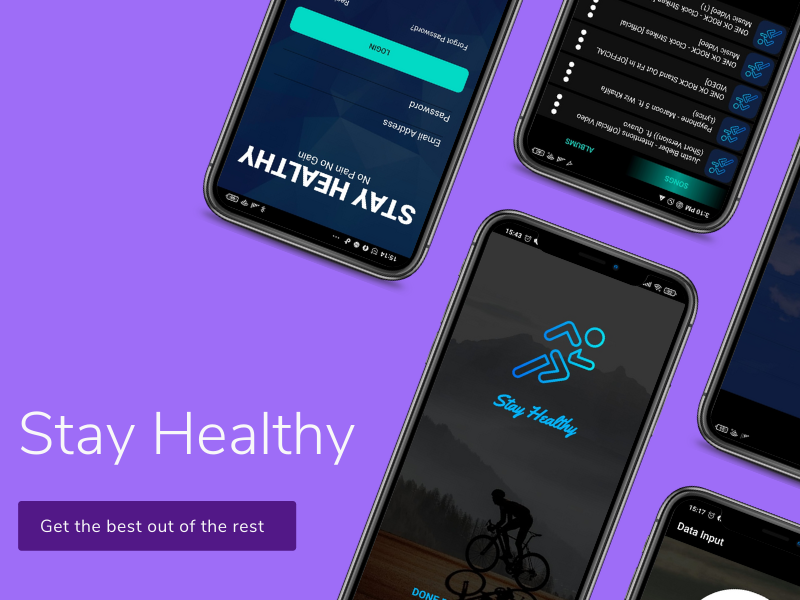 Stay Healthy
Get the best out of the rest
15:14
STAY HEALTHY
No Pain No Gain
Email Address
Password
LOGIN
Forgot Password?
3:16 PM
SONGS
ALBUMS
Justin Bieber - Intentions (Official Video
(Short Version)) ft. Quavo
Payphone - Maroon 5 ft. Wiz Khalifa
(Lyrics)
ONE OK ROCK Stand Out Fit In [OFFICIAL
VIDEO]
ONE OK ROCK - Clock Strikes [Official
Music Video]
ONE OK ROCK - Clock Strikes [
Music Video] (1)
15:43
Stay Healthy
DONE
15:17
Data Input